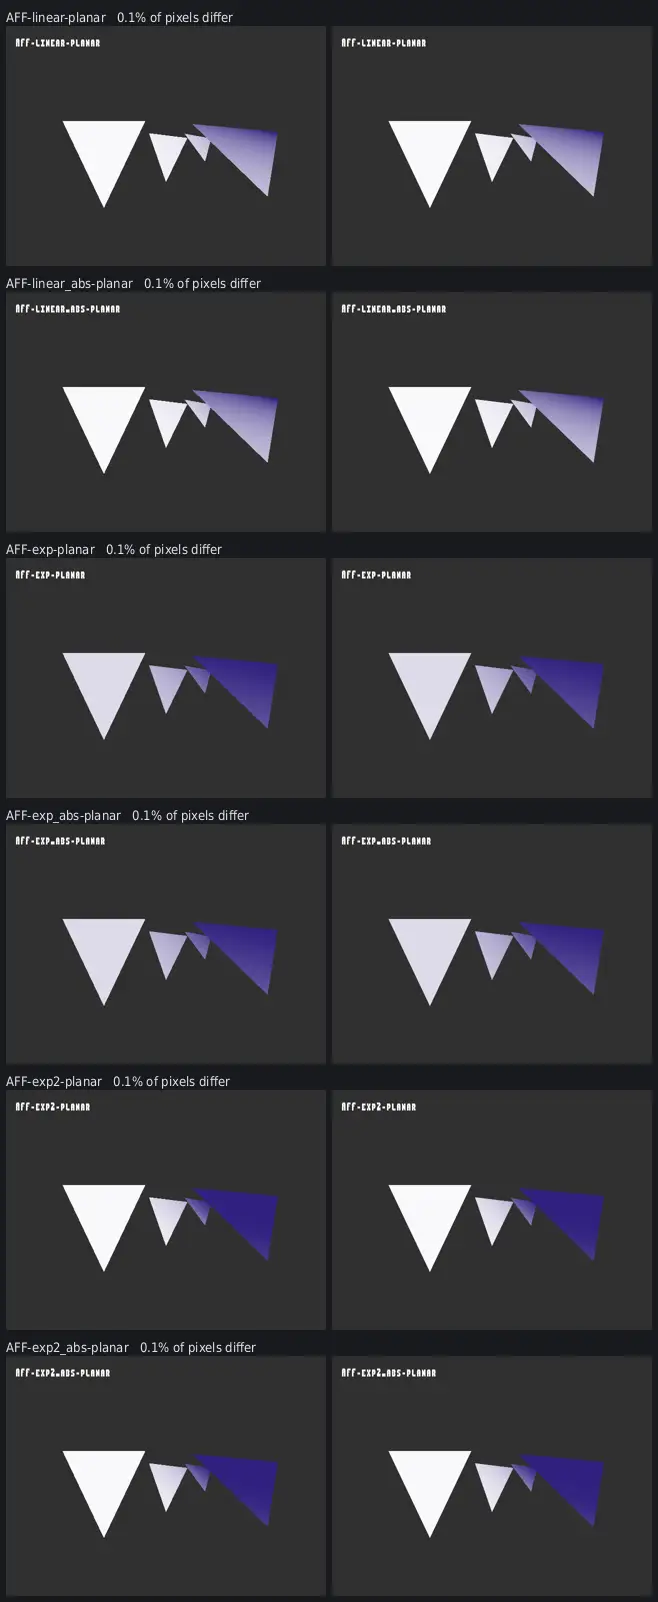 AFF-linear-planar 0.1% of pixels differ
AFF-LINEAR-PLANAR AFF-LINEAR-PLANAR
AFF-linear_abs-planar 0.1% of pixels differ
AFF-LINEAR_ABS-PLANAR AFF-LINEAR_ABS-PLANAR
AFF-exp-planar 0.1% of pixels differ
AFF-EXP-PLANAR AFF-EXP-PLANAR
AFF-exp_abs-planar 0.1% of pixels differ
AFF-EXP_ABS-PLANAR AFF-EXP_ABS-PLANAR
AFF-exp2-planar 0.1% of pixels differ
AFF-EXP2-PLANAR AFF-EXP2-PLANAR
AFF-exp2_abs-planar 0.1% of pixels differ
AFF-EXP2_ABS-PLANAR AFF-EXP2_ABS-PLANAR